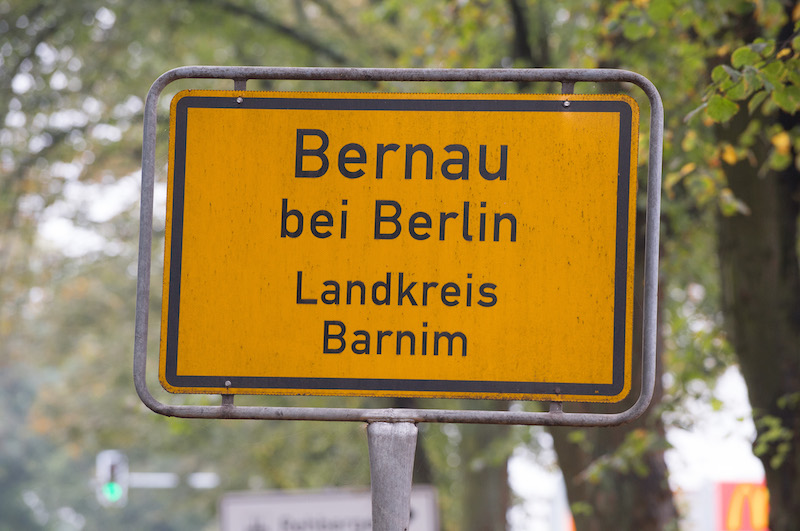 Bernau
bei Berlin
Landkreis
Barnim